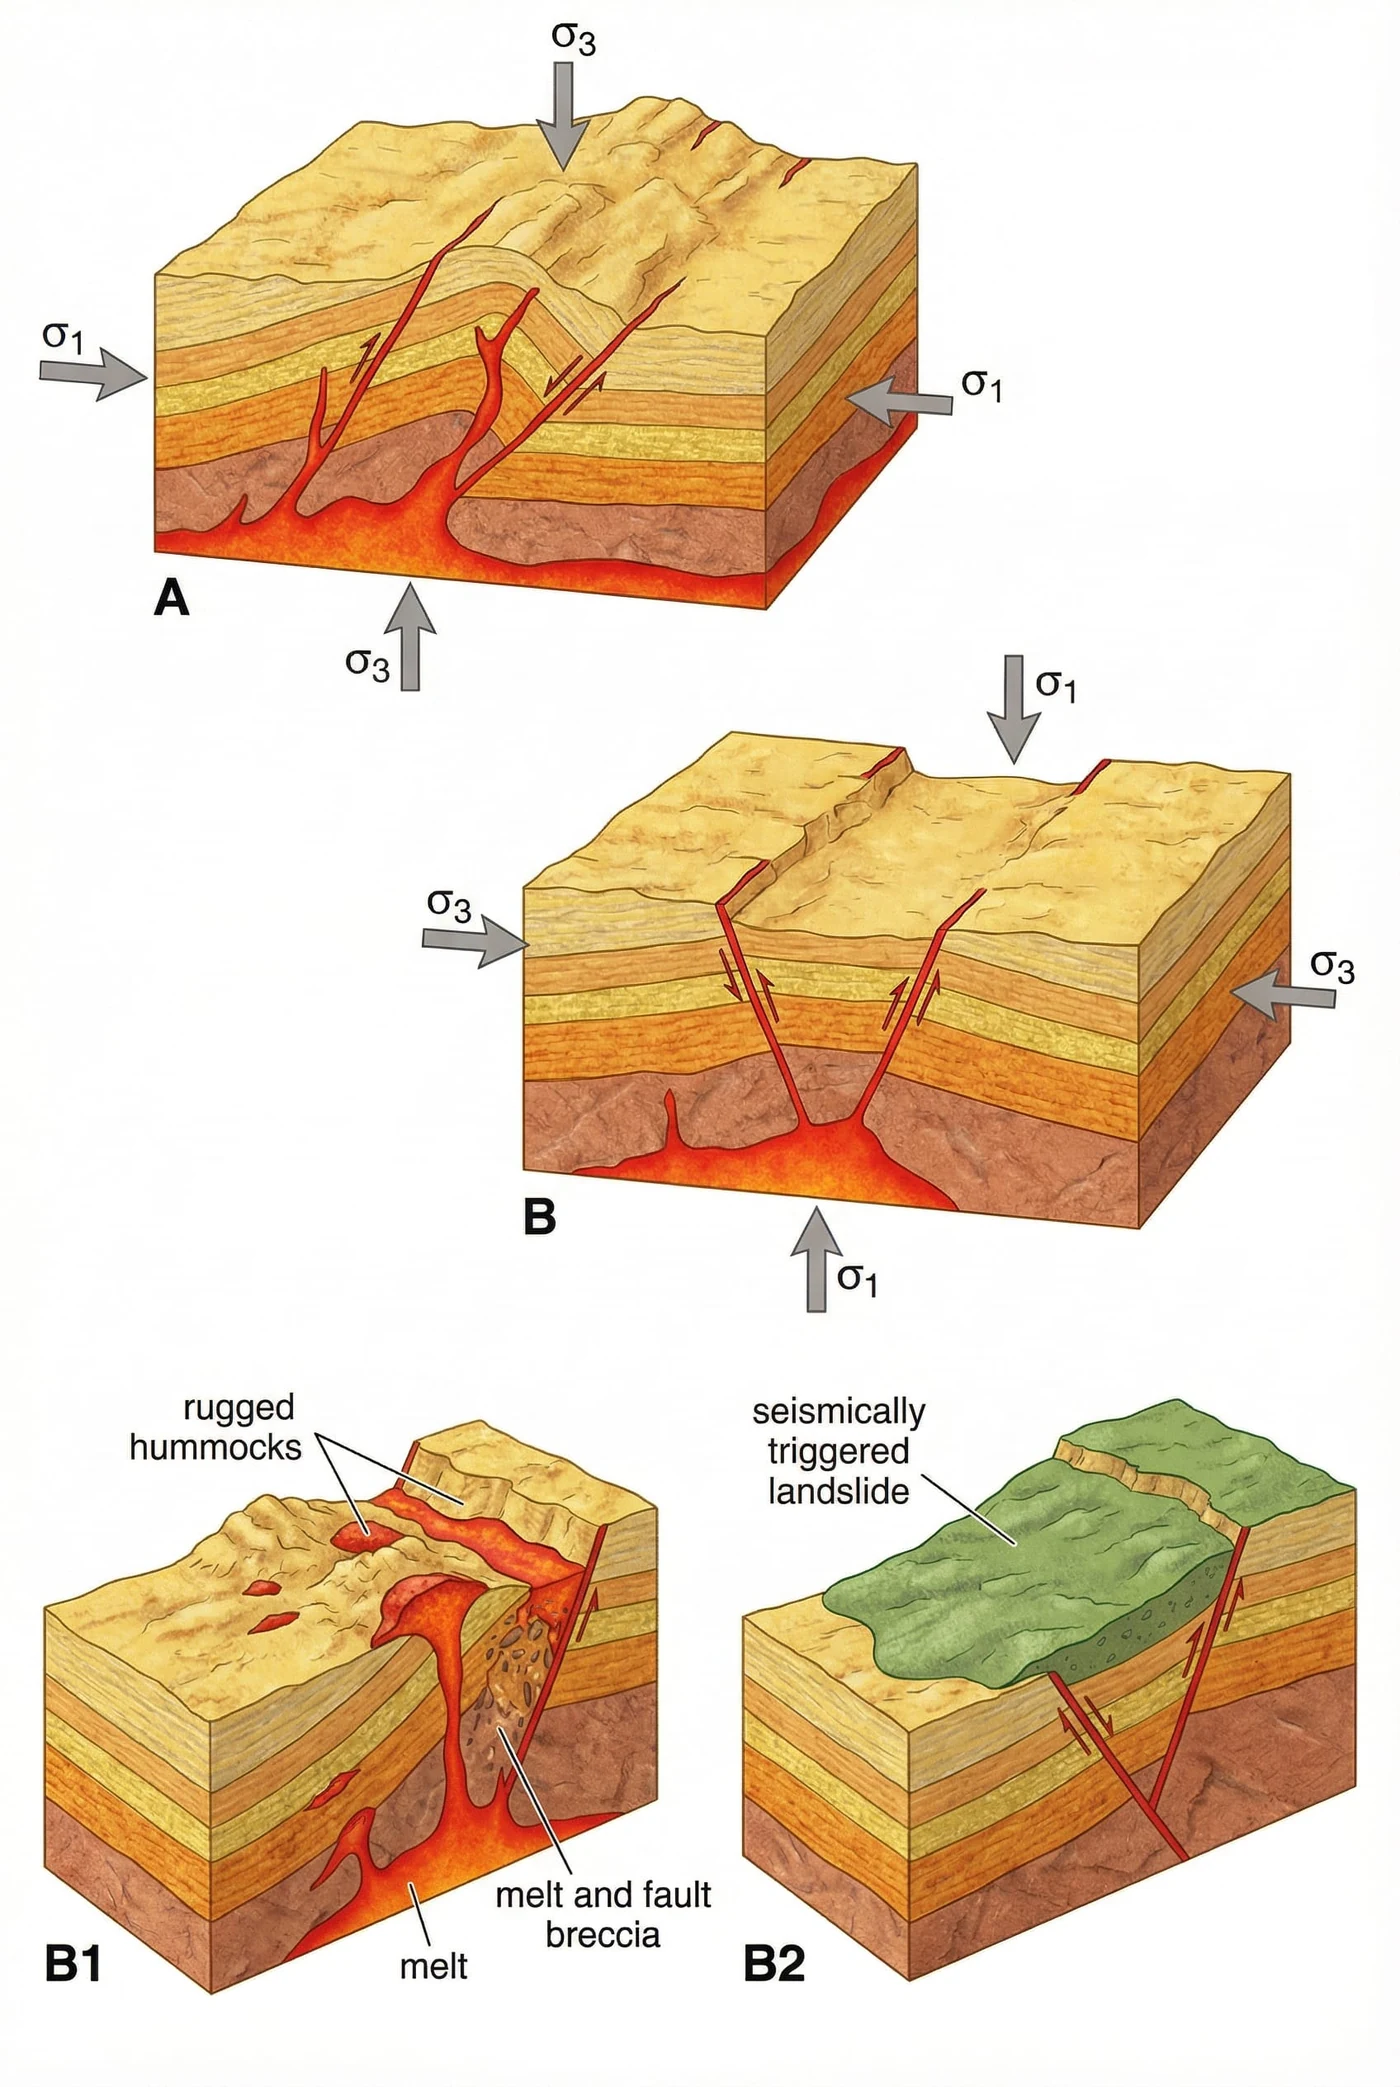 σ3
σ1
σ1
A
σ3
σ1
σ3
σ3
B
σ1
rugged
hummocks
seismically
triggered
landslide
melt and fault
breccia
melt
B1
B2